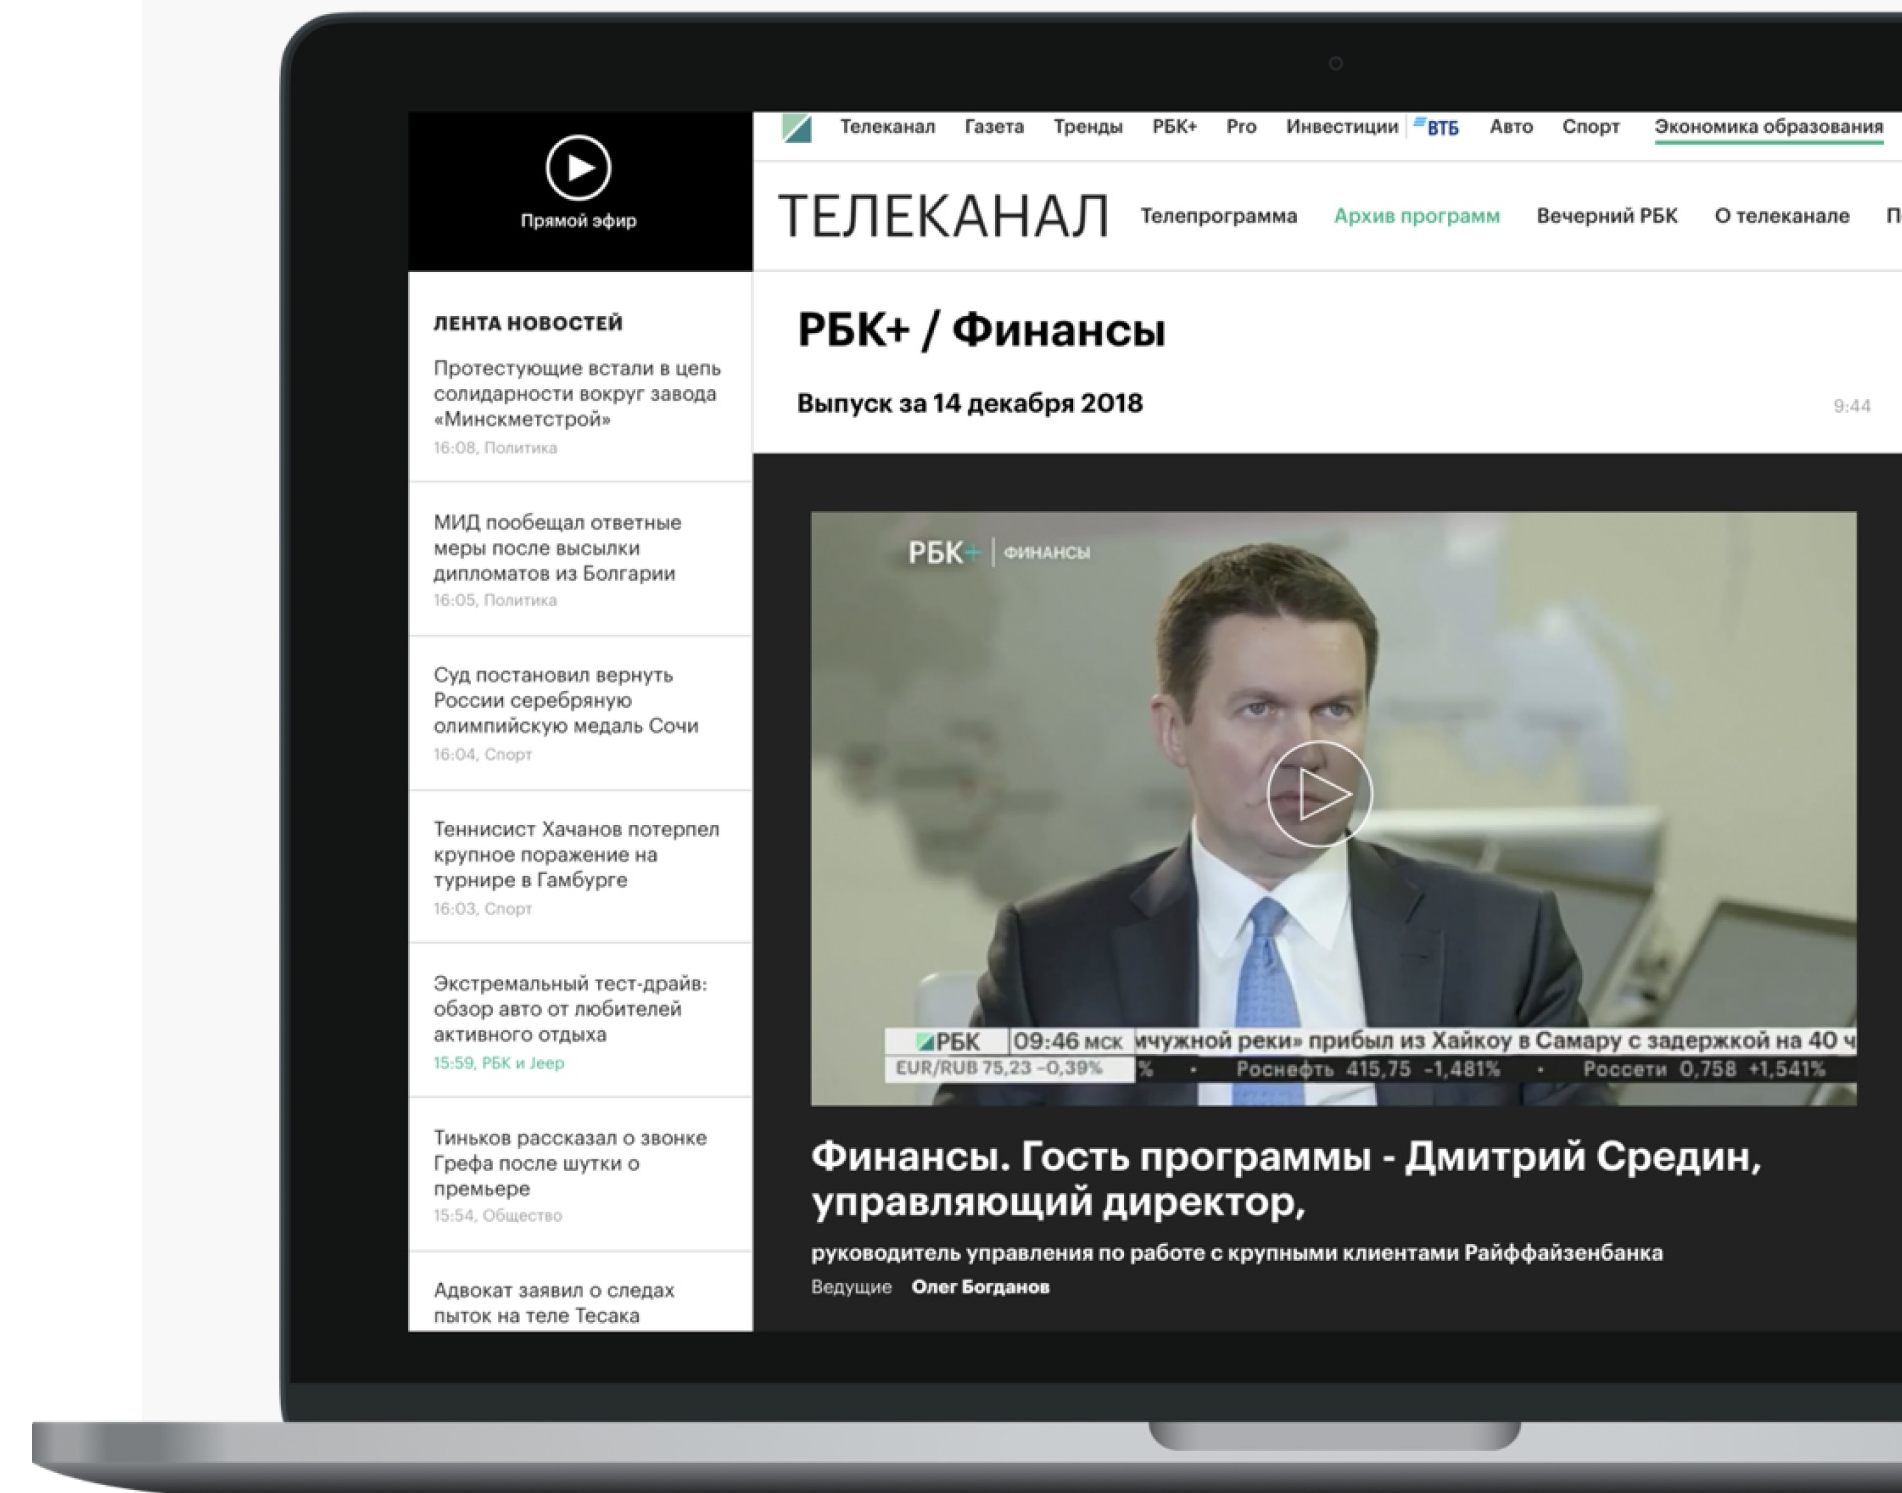 Прямой эфир
ЛЕНТА НОВОСТЕЙ
Протестующие встали в цепь
солидарности вокруг завода
«Минскметстрой»
16:08, Политика
МИД пообещал ответные
меры после высылки
дипломатов из Болгарии
16:05, Политика
Суд постановил вернуть
России серебряную
олимпийскую медаль Сочи
16:04, Спорт
Теннисист Хачанов потерпел
крупное поражение на
турнире в Гамбурге
16:03, Спорт
Экстремальный тест-драйв:
обзор авто от любителей
активного отдыха
15:59, РБК и Jeep
Тиньков рассказал о звонке
Грефа после шутки о
премьере
15:54, Общество
Адвокат заявил о следах
пыток на теле Тесака
Телеканал Газета Тренды РБК+ Pro Инвестиции ВТБ Авто Спорт Экономика образования
ТЕЛЕКАНАЛ Телепрограмма Архив программ Вечерний РБК О телеканале П
РБК+ / Финансы
Выпуск за 14 декабря 2018 9:44
РБК+ ФИНАНСЫ
РБК 09:46 МСК мчужной реки» прибыл из Хайкоу в Самару с задержкой на 40 ч
EUR/RUB 75,23 -0,39% % • Роснефть 415,75 -1,481% • Россети 0,758 +1,541%
Финансы. Гость программы - Дмитрий Средин,
управляющий директор,
руководитель управления по работе с крупными клиентами Райффайзенбанка
Ведущие Олег Богданов